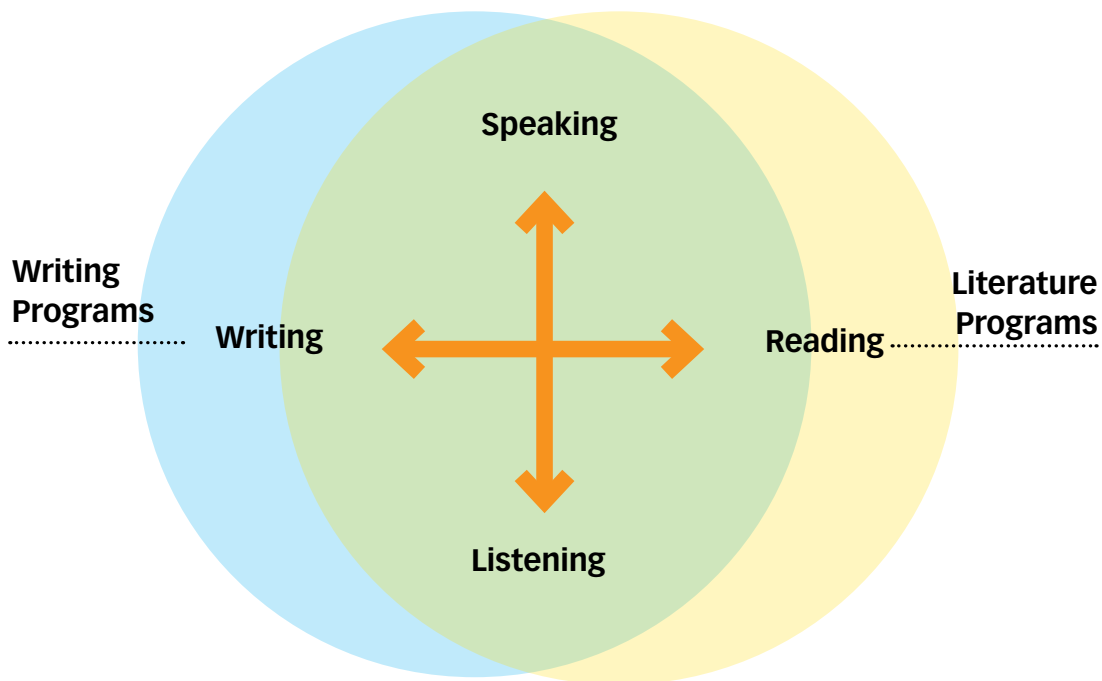 Speaking
Writing
Programs
Literature
Programs
Writing
Reading
Listening